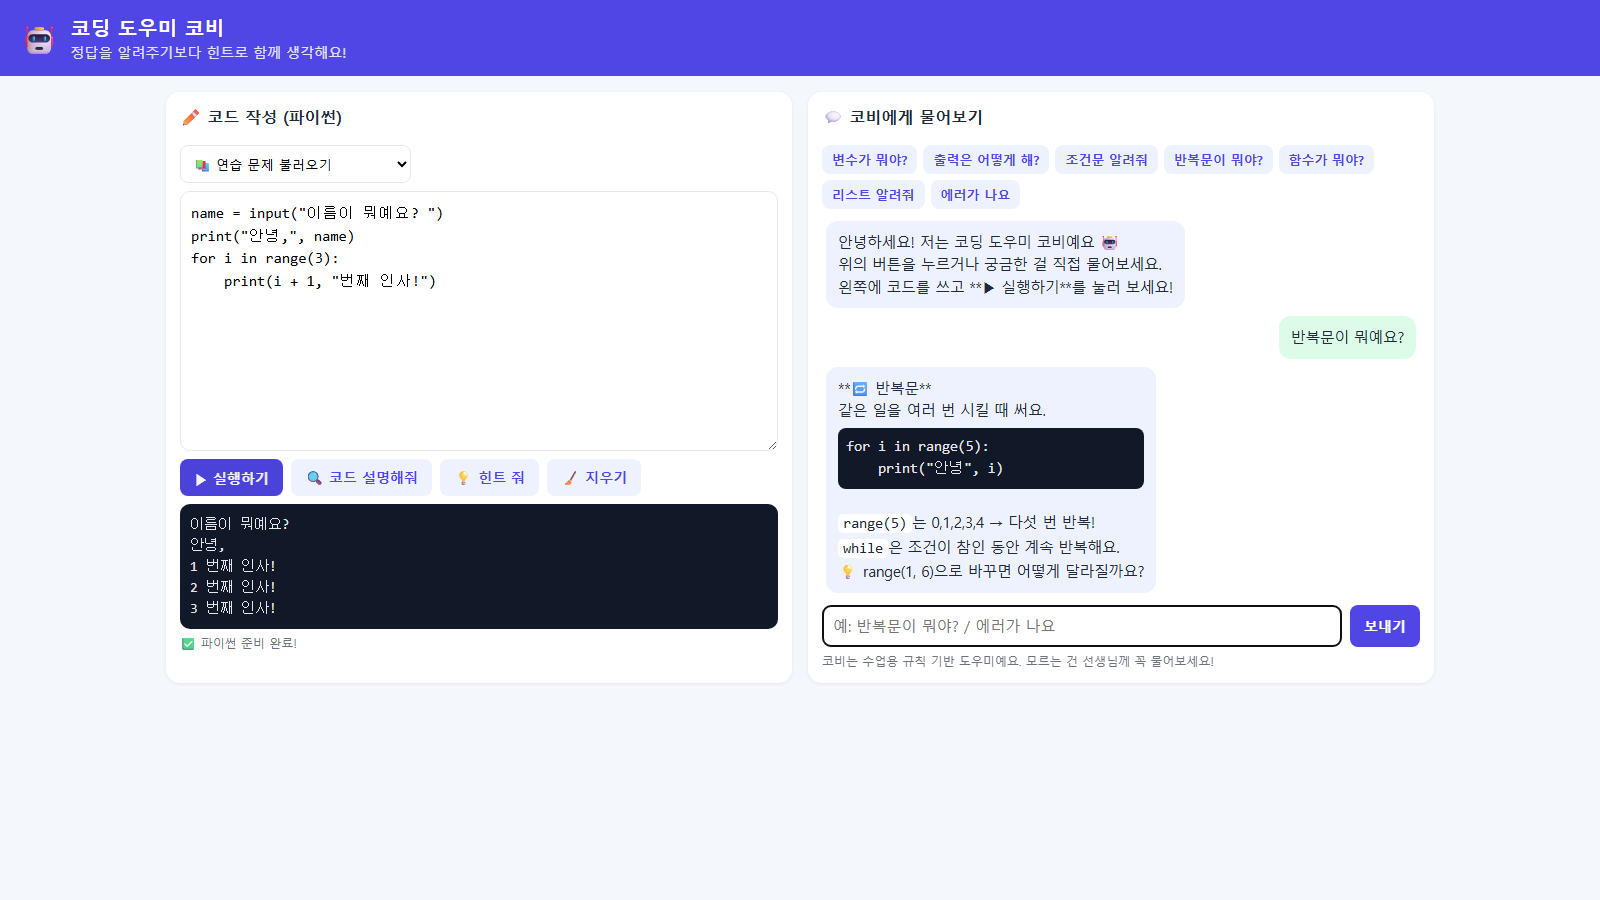 코딩 도우미 코비
정답을 알려주기보다 힌트로 함께 생각해요!
코드 작성 (파이썬)
연습 문제 불러오기
name = input("이름이 뭐예요? ")
print("안녕,", name)
for i in range(3):
    print(i + 1, "번째 인사!")
▶ 실행하기
코드 설명해줘
힌트 줘
지우기
이름이 뭐예요?
안녕,
1 번째 인사!
2 번째 인사!
3 번째 인사!
✅ 파이썬 준비 완료!
코비에게 물어보기
변수가 뭐야?
출력은 어떻게 해?
조건문 알려줘
반복문이 뭐야?
함수가 뭐야?
리스트 알려줘
에러가 나요
안녕하세요! 저는 코딩 도우미 코비예요 🤖
위의 버튼을 누르거나 궁금한 걸 직접 물어보세요.
왼쪽에 코드를 쓰고 **▶ 실행하기**를 눌러 보세요!
반복문이 뭐예요?
**🔁 반복문**
같은 일을 여러 번 시킬 때 써요.
for i in range(5):
    print("안녕", i)
range(5) 는 0,1,2,3,4 → 다섯 번 반복!
while 은 조건이 참인 동안 계속 반복해요.
💡 range(1, 6)으로 바꾸면 어떻게 달라질까요?
예: 반복문이 뭐야? / 에러가 나요
보내기
코비는 수업용 규칙 기반 도우미예요. 모르는 건 선생님께 꼭 물어보세요!